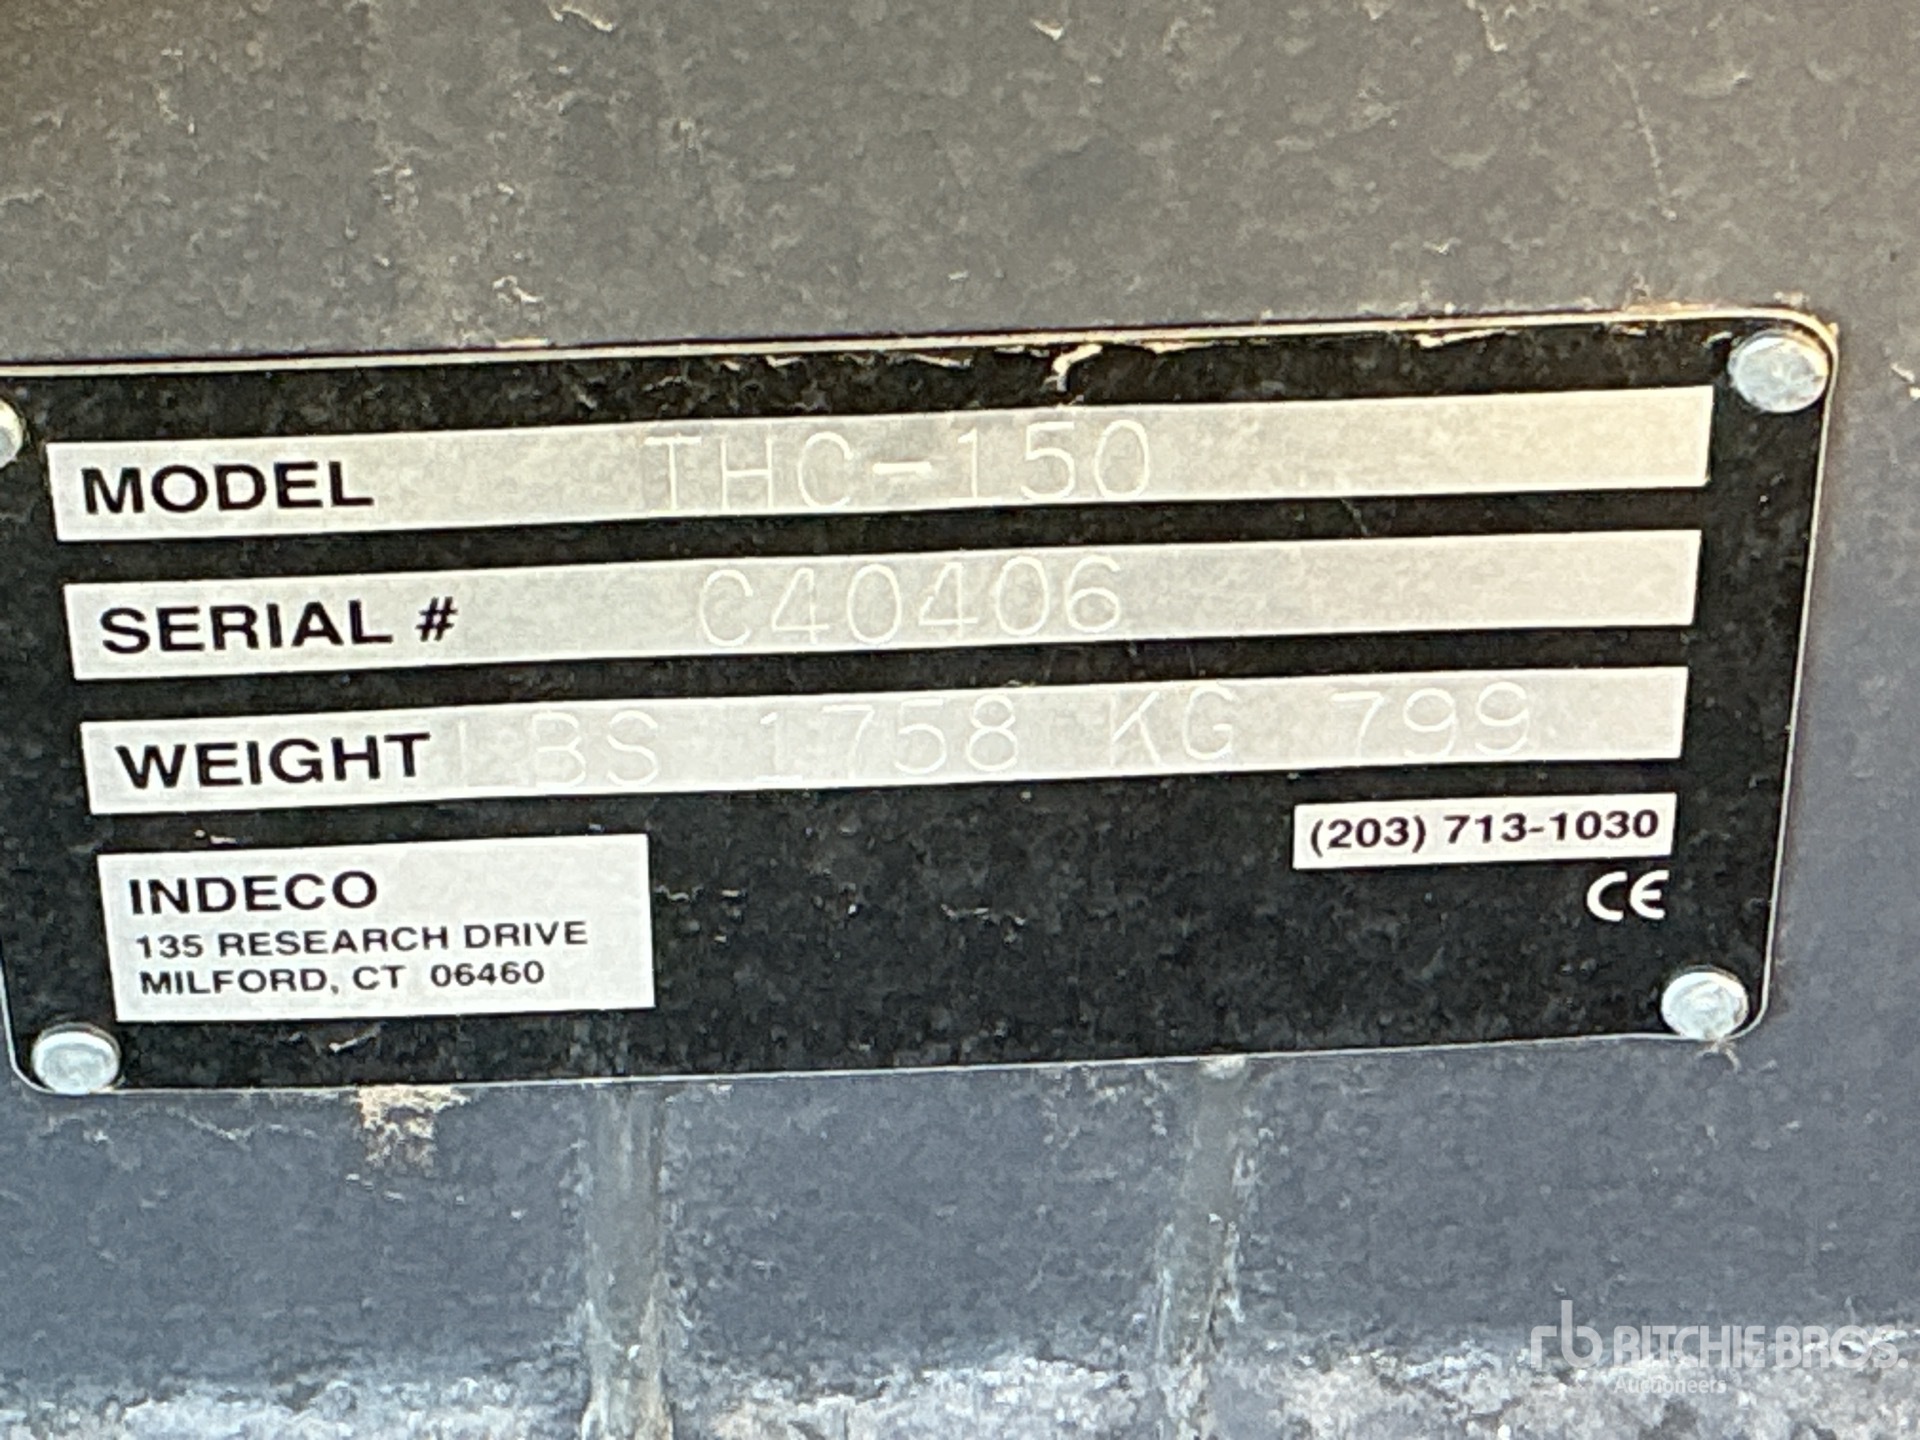 MODEL THC-150
SERIAL # C40406
WEIGHT LBS 1758 KG 799
(203) 713-1030
CE
INDECO
135 RESEARCH DRIVE
MILFORD, CT 06460
rb RITCHIE BROS.
Auctioneers